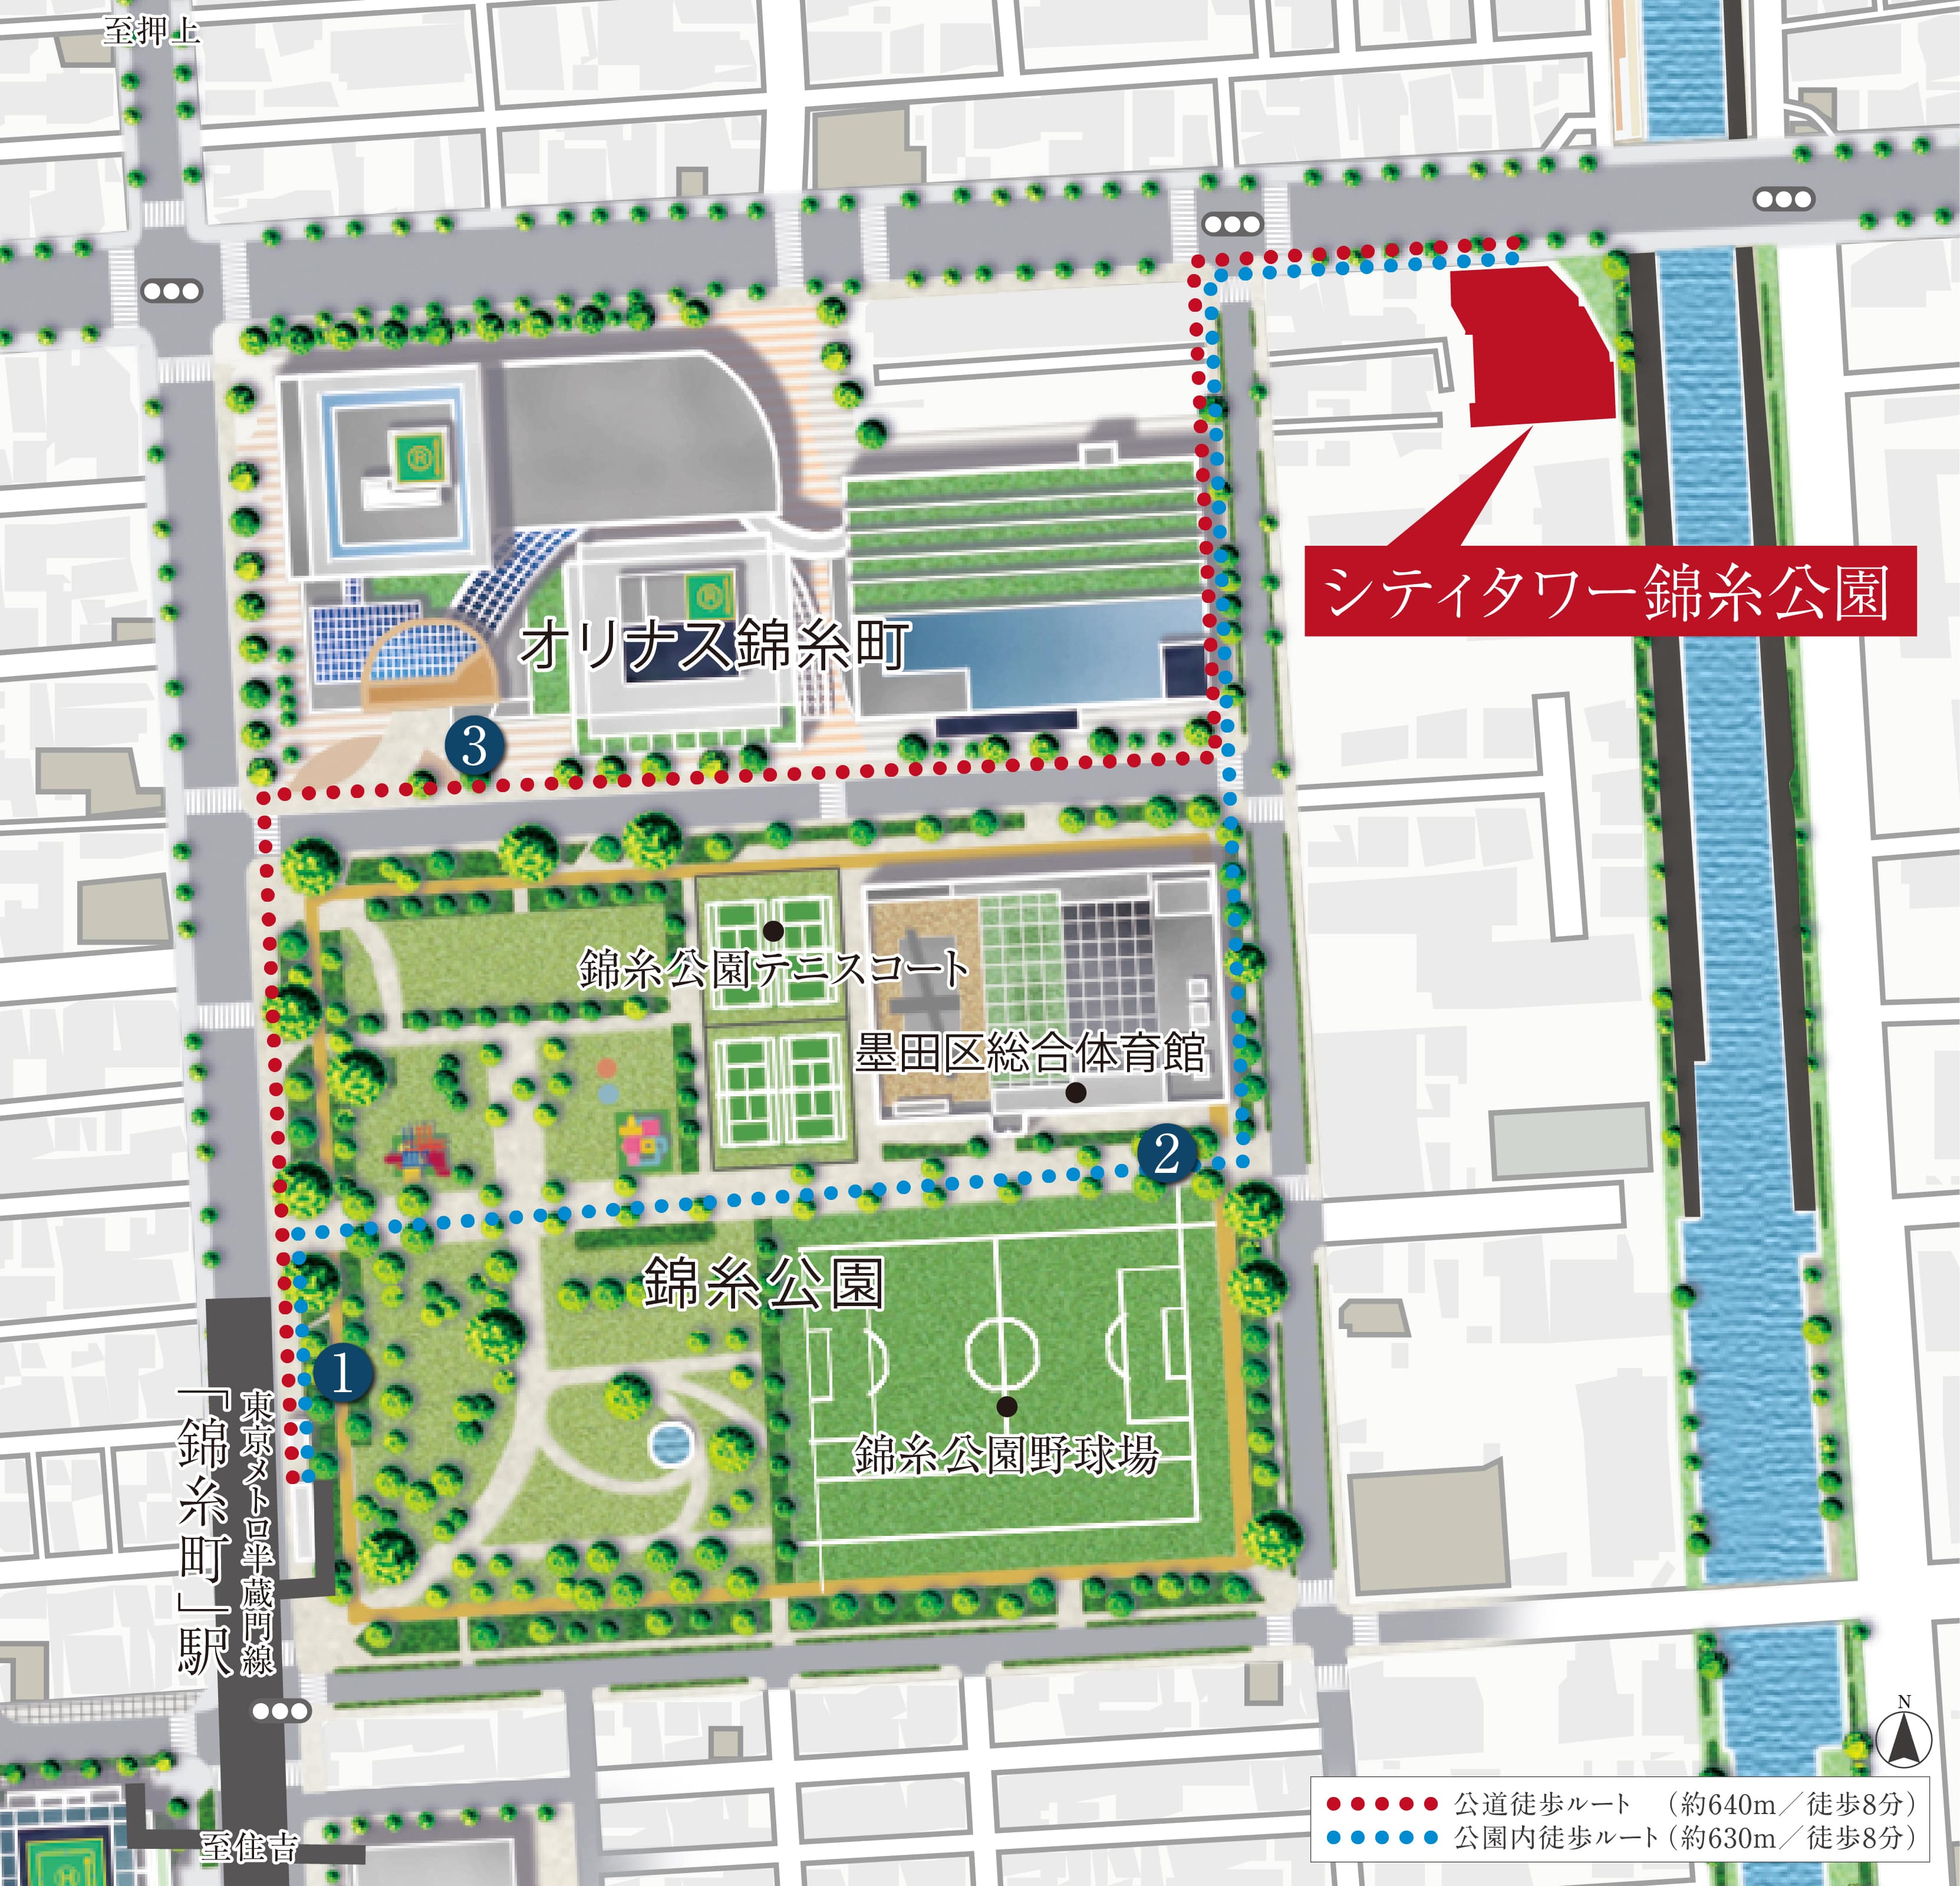 至押上
シティタワー錦糸公園
オリナス錦糸町
3
錦糸公園テニスコート
墨田区総合体育館
2
錦糸公園
1
錦糸公園野球場
東京メトロ半蔵門線
「錦糸町」駅
至住吉
N
公道徒歩ルート （約640m／徒歩8分）
公園内徒歩ルート（約630m／徒歩8分）
R
R
H